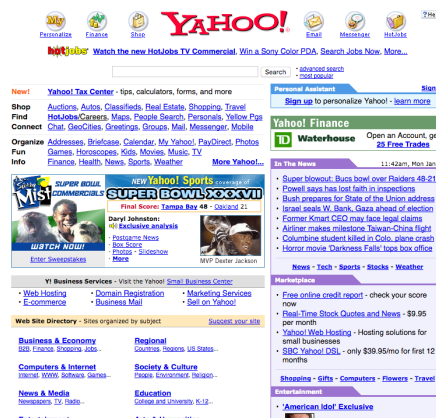 ?He
Personalize Finance Shop YAHOO! Email Messenger HotJobs
hotjobs Watch the new HotJobs TV Commercial, Win a Sony Color PDA, Search Jobs Now, More...
Search · advanced search
· most popular
New! Yahoo! Tax Center - tips, calculators, forms, and more
Shop Auctions, Autos, Classifieds, Real Estate, Shopping, Travel
Find HotJobs/Careers, Maps, People Search, Personals, Yellow Pgs
Connect Chat, GeoCities, Greetings, Groups, Mail, Messenger, Mobile
Organize Addresses, Briefcase, Calendar, My Yahoo!, PayDirect, Photos
Fun Games, Horoscopes, Kids, Movies, Music, TV
Info Finance, Health, News, Sports, Weather More Yahoo!...
Sierra Mist SUPER BOWL COMMERCIALS
WATCH NOW!
Enter Sweepstakes
NEW Yahoo! Sports coverage of
SUPER BOWL XXXVII
Final Score: Tampa Bay 48 - Oakland 21
Daryl Johnston:
Exclusive analysis
· Postgame News
· Box Score
· Photos - Slideshow
· More
MVP Dexter Jackson
Y! Business Services - Visit the Yahoo! Small Business Center
· Web Hosting · Domain Registration · Marketing Services
· E-commerce · Business Mail · Sell on Yahoo!
Web Site Directory - Sites organized by subject Suggest your site
Business & Economy
B2B, Finance, Shopping, Jobs...
Regional
Countries, Regions, US States...
Computers & Internet
Internet, WWW, Software, Games...
Society & Culture
People, Environment, Religion...
News & Media
Newspapers, TV, Radio...
Education
College and University, K-12...
Personal Assistant Sign
Sign up to personalize Yahoo! - learn more
Yahoo! Finance
TD Waterhouse Open an Account, ge
25 Free Trades
In The News 11:42am, Mon Jan
· Super blowout: Bucs bowl over Raiders 48-21
· Powell says has lost faith in inspections
· Bush prepares for State of the Union address
· Israel seals W. Bank, Gaza ahead of election
· Former Kmart CEO may face legal claims
· Airliner makes milestone Taiwan-China flight
· Columbine student killed in Colo. plane crash
· Horror movie 'Darkness Falls' tops box office
News - Tech - Sports - Stocks - Weather
Marketplace
· Free online credit report - check your score
now
· Real-Time Stock Quotes and News - $9.95
per month
· Yahoo! Web Hosting - Hosting solutions for
small businesses
· SBC Yahoo! DSL - only $39.95/mo for first 12
months
Shopping - Gifts - Computers - Flowers - Travel
Entertainment
· 'American Idol' Exclusive